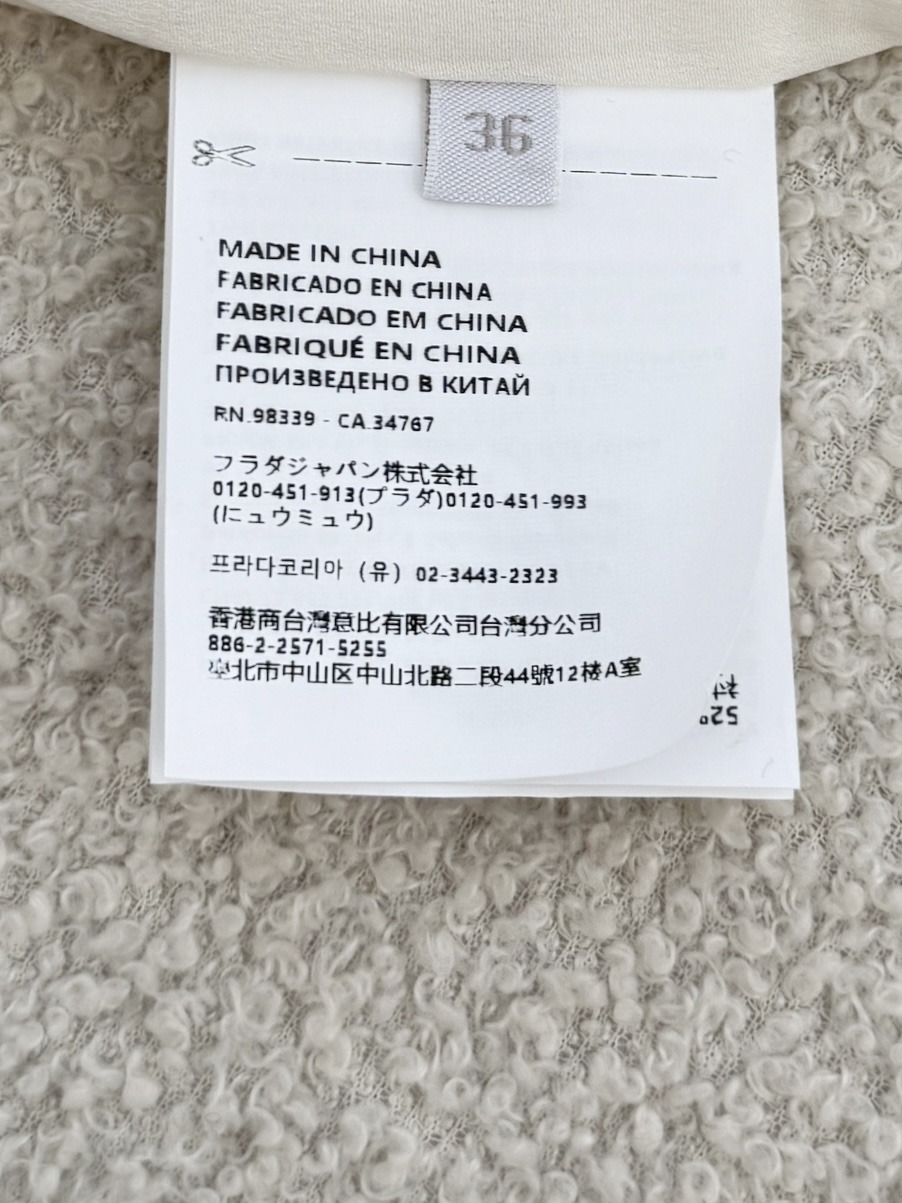 36
MADE IN CHINA
FABRICADO EN CHINA
FABRICADO EM CHINA
FABRIQUÉ EN CHINA
ПРОИЗВЕДЕНО В КИТАЙ
RN.98339 - CA.34767
フラダジャパン株式会社
0120-451-913(プラダ)0120-451-993
(にュウミュウ)
프라다코리아 (유) 02-3443-2323
香港商台灣意比有限公司台灣分公司
886-2-2571-5255
北市中山区中山北路二段44號12楼A室